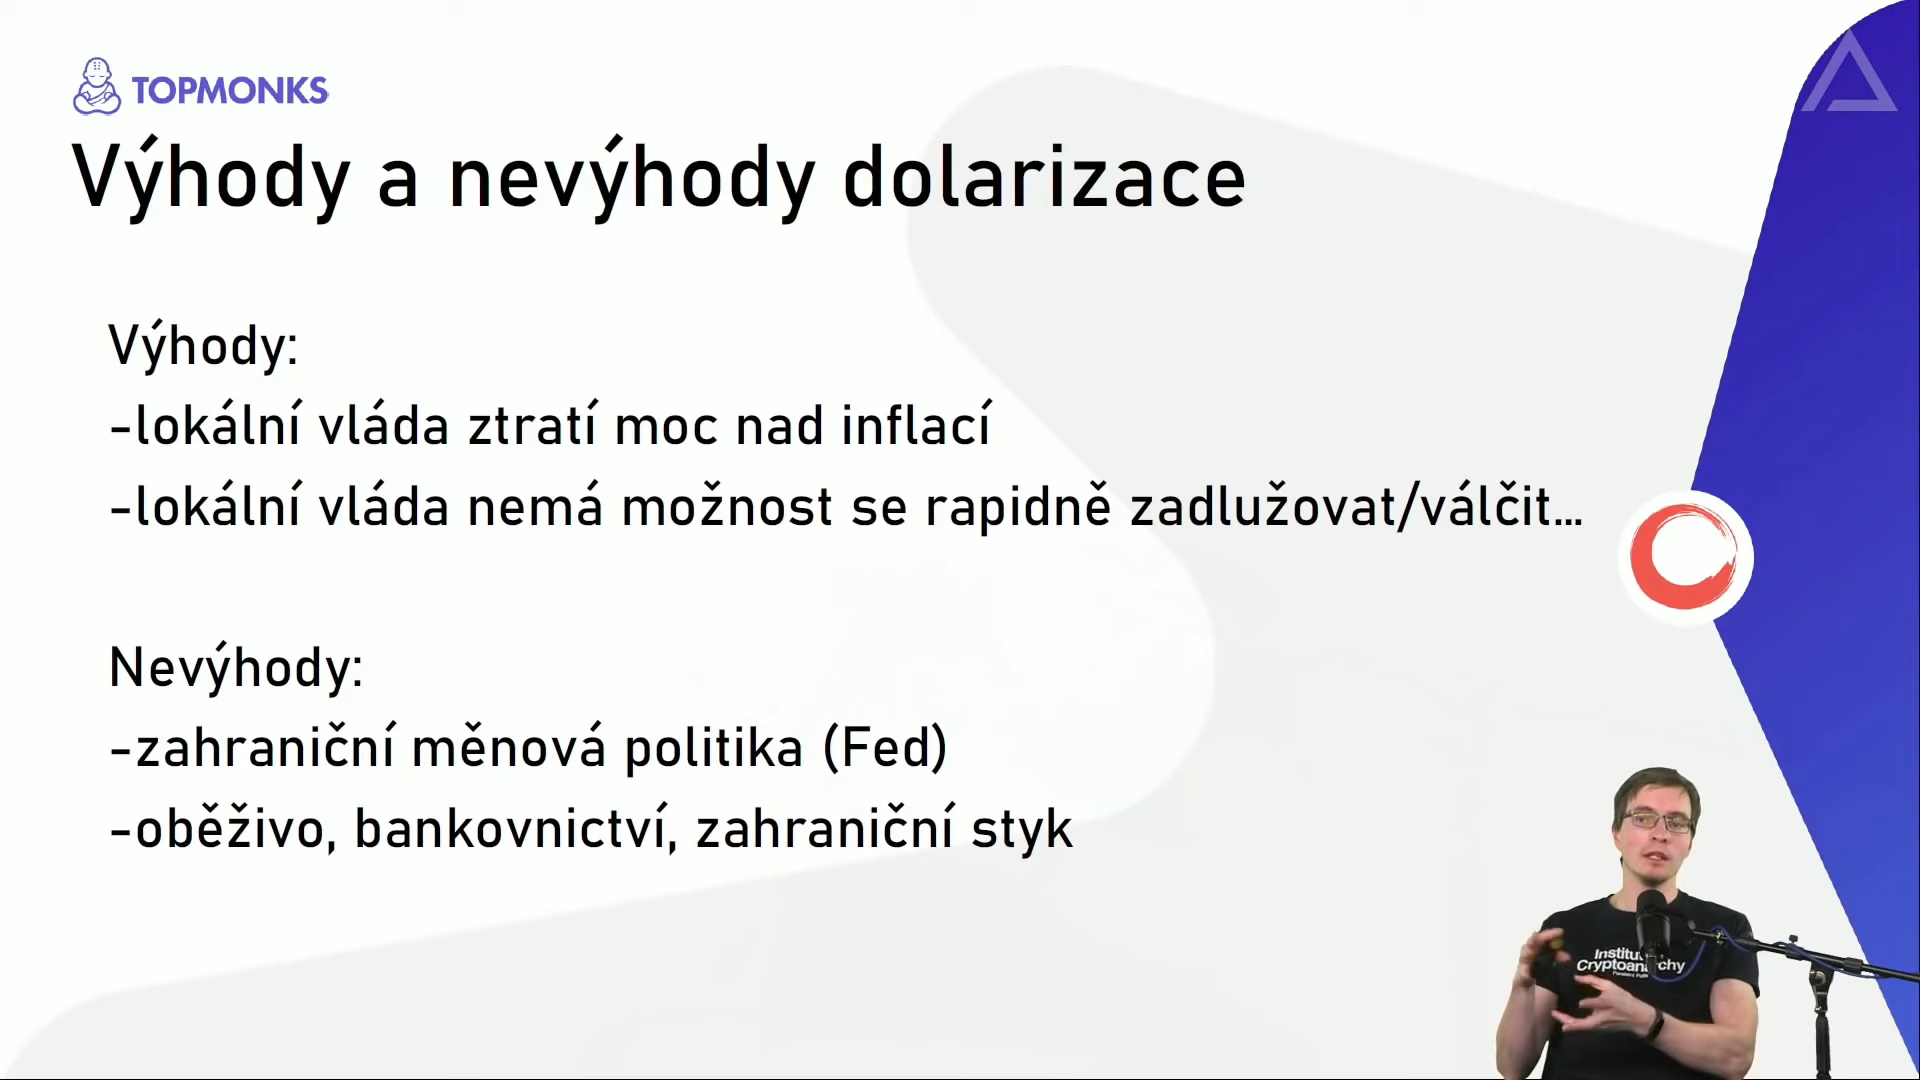 TOPMONKS
Výhody a nevýhody dolarizace
Výhody:
-lokální vláda ztratí moc nad inflací
-lokální vláda nemá možnost se rapidně zadlužovat/válčit...
Nevýhody:
-zahraniční měnová politika (Fed)
-oběživo, bankovnictví, zahraniční styk